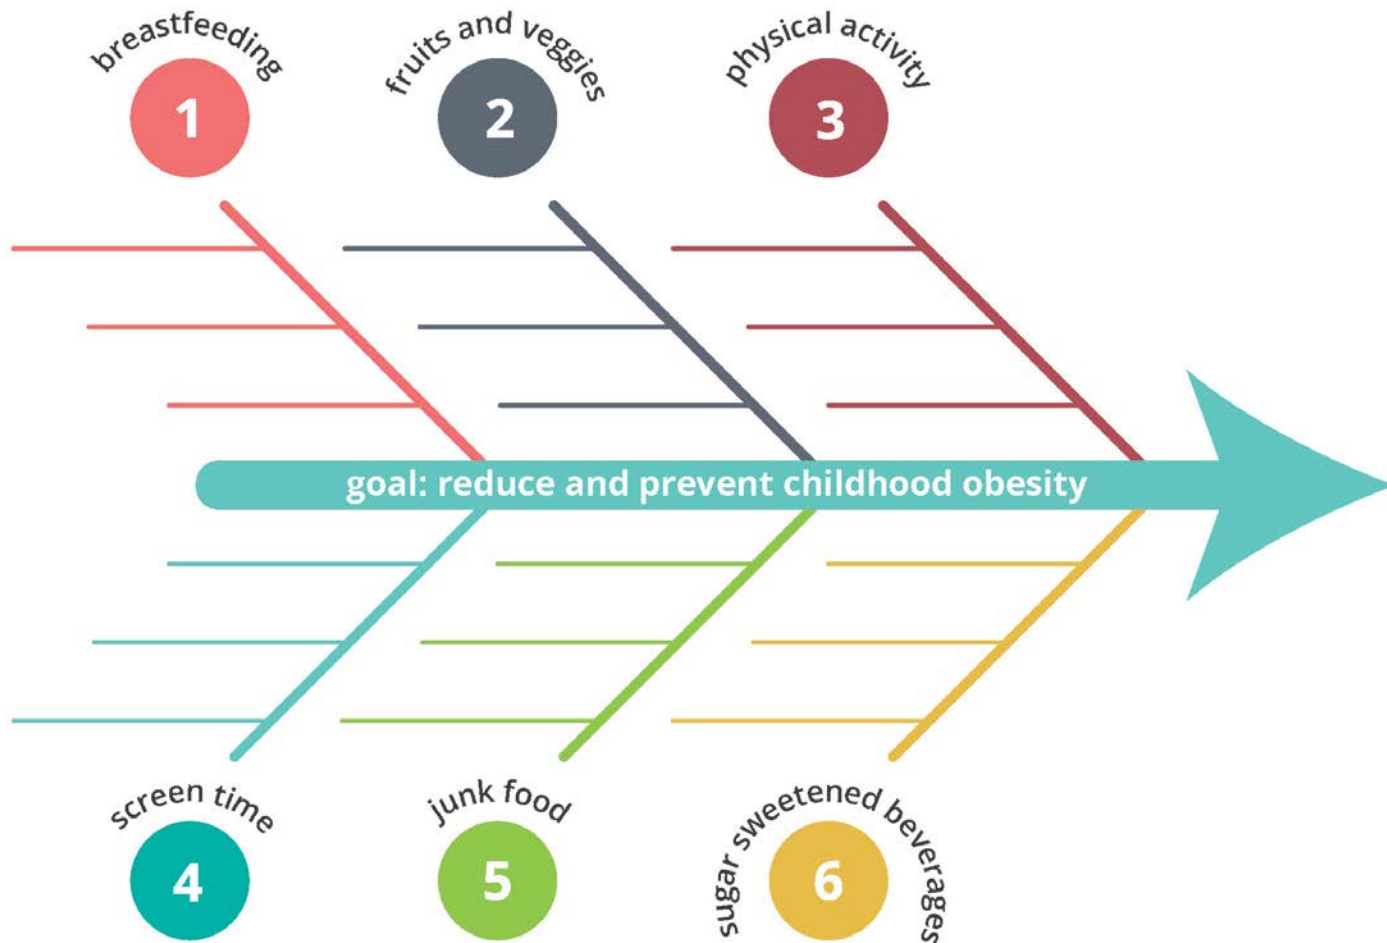 breastfeeding
1
fruits and veggies
2
physical activity
3
goal: reduce and prevent childhood obesity
screen time
4
junk food
5
sugar sweetened beverages
6